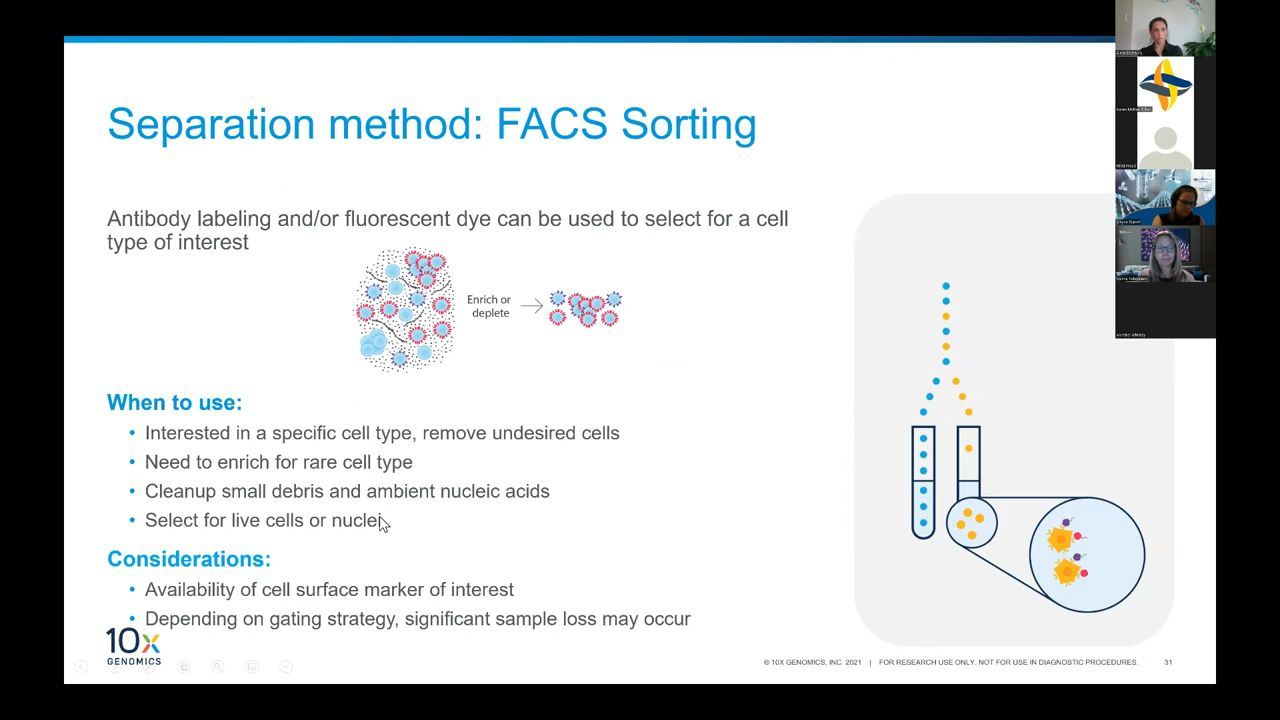 Separation method: FACS Sorting
Antibody labeling and/or fluorescent dye can be used to select for a cell
type of interest
Enrich or
deplete
When to use:
• Interested in a specific cell type, remove undesired cells
• Need to enrich for rare cell type
• Cleanup small debris and ambient nucleic acids
• Select for live cells or nuclei
Considerations:
• Availability of cell surface marker of interest
• Depending on gating strategy, significant sample loss may occur
10x
GENOMICS
© 10X GENOMICS, INC. 2021 | FOR RESEARCH USE ONLY. NOT FOR USE IN DIAGNOSTIC PROCEDURES.
31